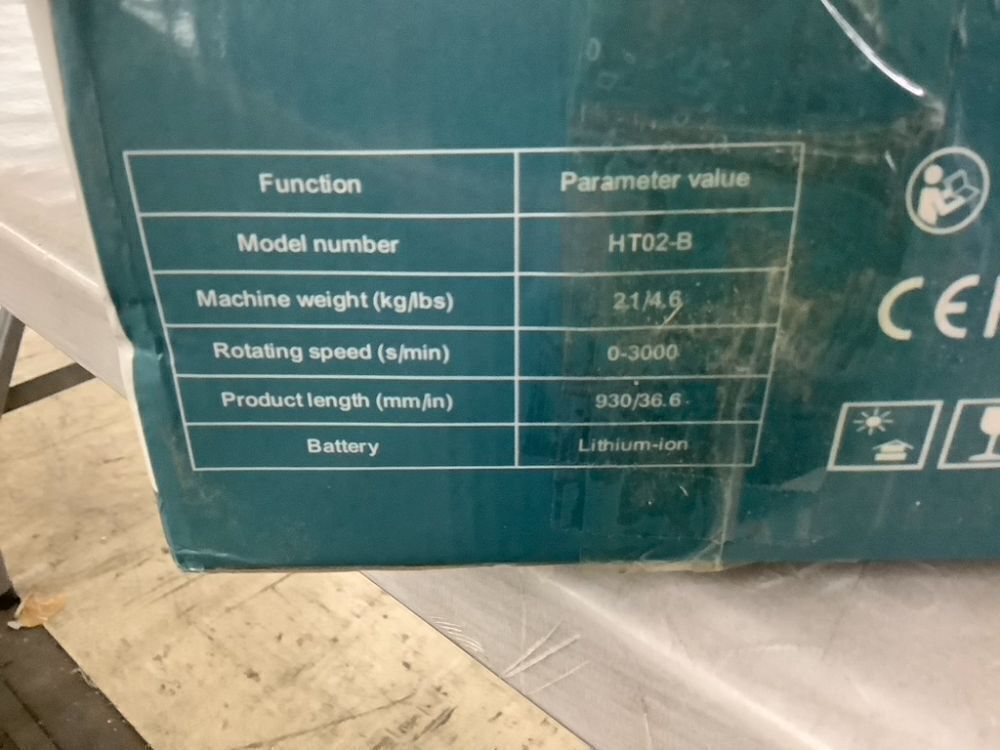 Function Parameter value
Model number HT02-B
Machine weight (kg/lbs) 2.1/4.6
Rotating speed (s/min) 0-3000
Product length (mm/in) 930/36.6
Battery Lithium-ion
CE